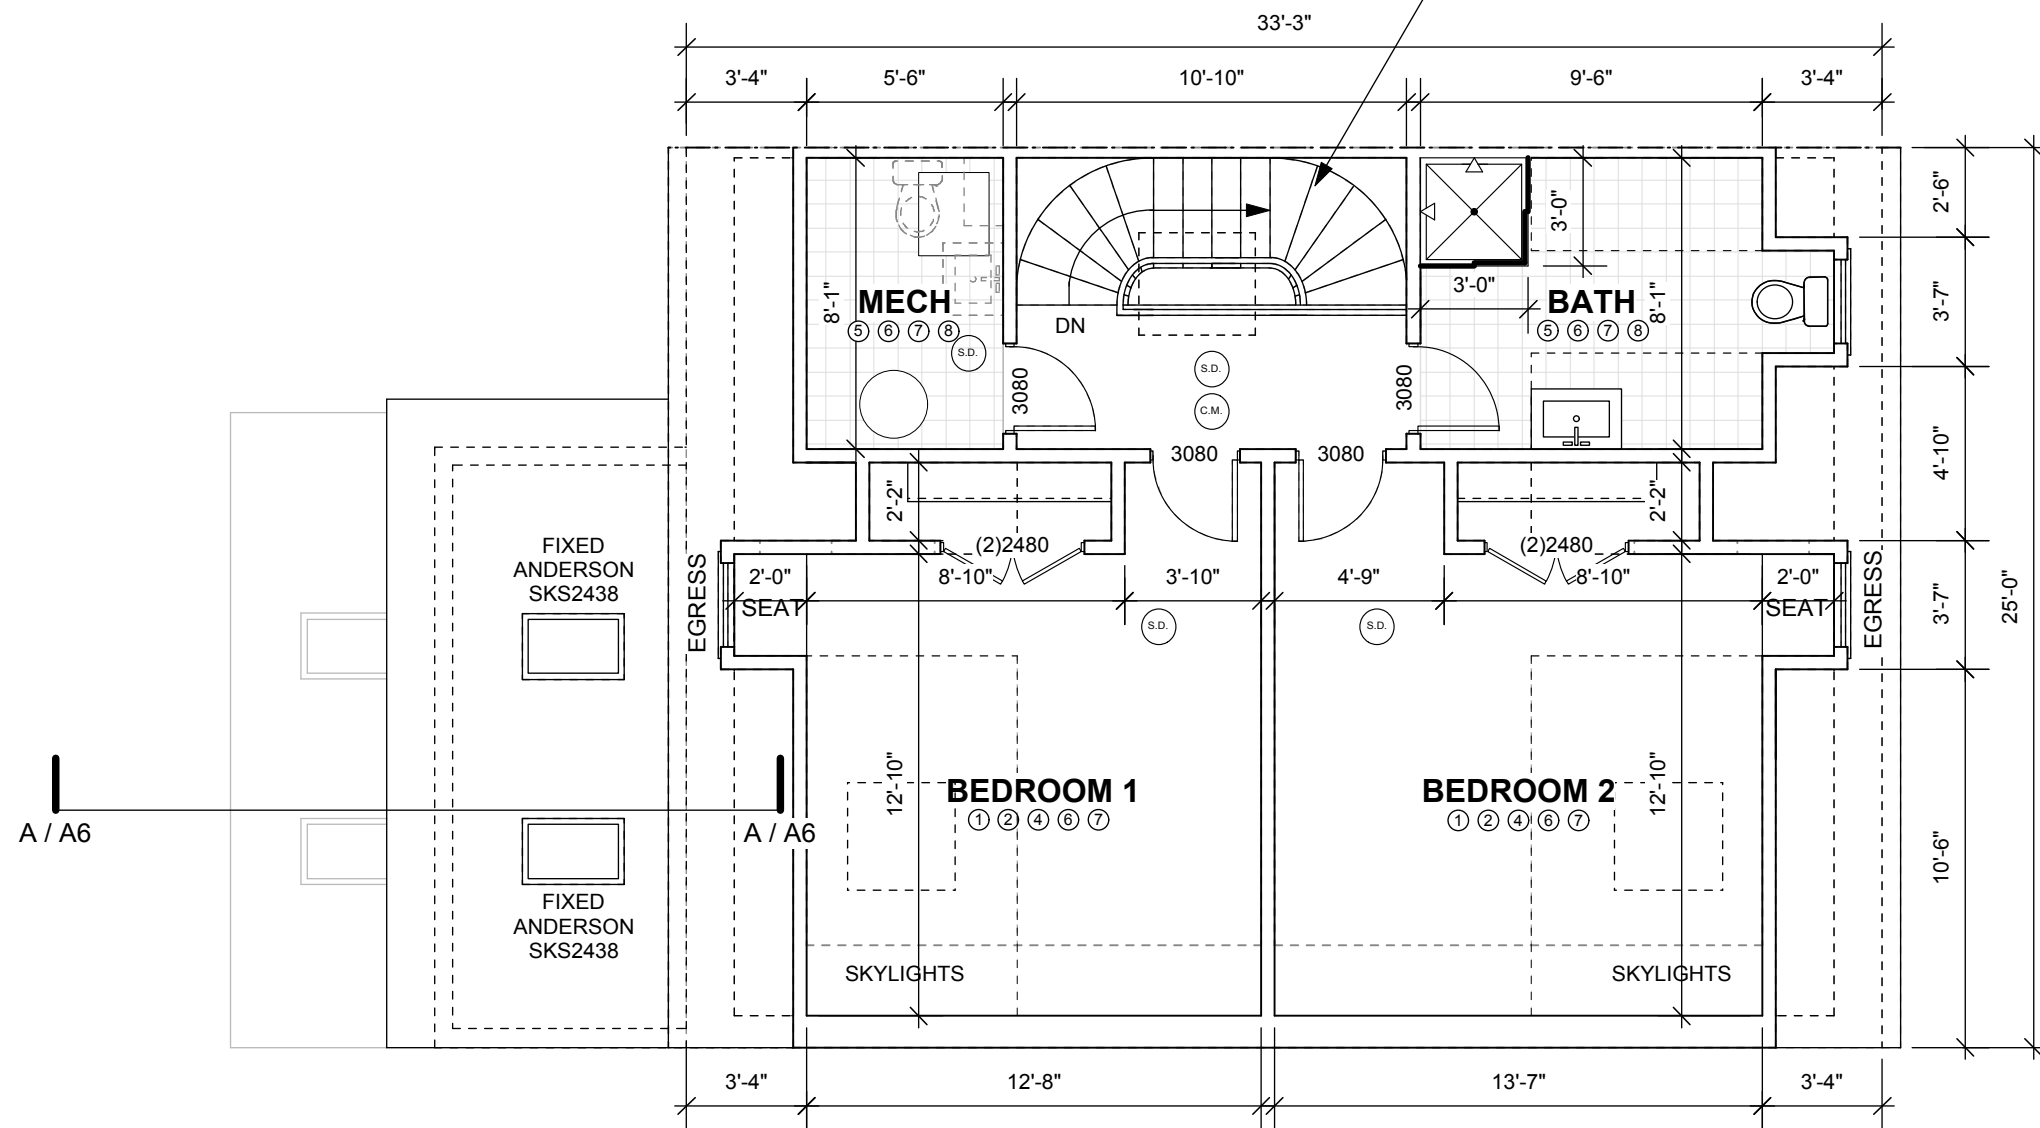 33'-3"
3'-4" 5'-6" 10'-10" 9'-6" 3'-4"
2'-6"
3'-0"
3'-0"
8'-1" MECH
5 6 7 8
S.D.
DN
BATH 8'-1"
5 6 7 8
3'-7"
3080
S.D.
C.M.
3080
3080 3080
4'-10"
2'-2"
2'-2"
(2)2480 (2)2480
FIXED
ANDERSON
SKS2438
EGRESS
2'-0" 8'-10" 3'-10" 4'-9" 8'-10" 2'-0"
SEAT SEAT
EGRESS
3'-7"
25'-0"
S.D. S.D.
12'-10"
BEDROOM 1
1 2 4 6 7
BEDROOM 2
1 2 4 6 7
12'-10"
A / A6 A / A6
10'-6"
FIXED
ANDERSON
SKS2438
SKYLIGHTS SKYLIGHTS
3'-4" 12'-8" 13'-7" 3'-4"